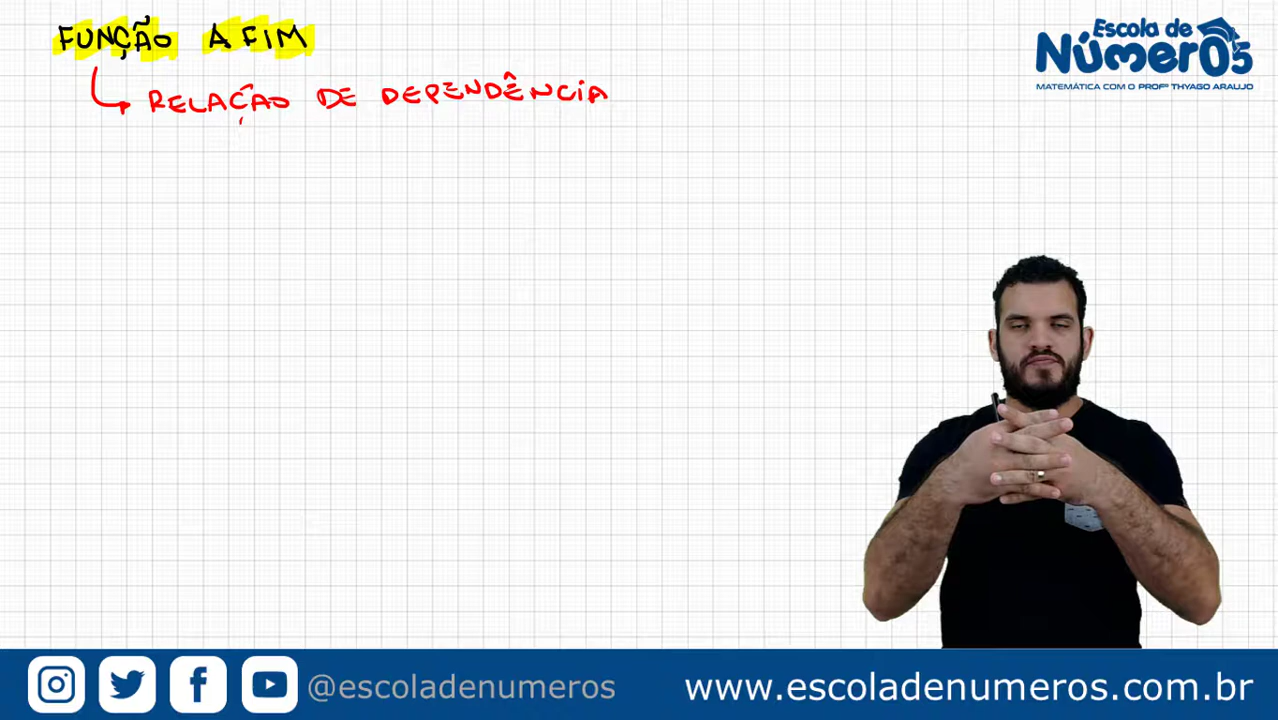 FUNÇÃO AFIM
RELAÇÃO DE DEPENDÊNCIA
Escola de
Números
MATEMÁTICA COM O PROFº THYAGO ARAUJO
@escoladenumeros
www.escoladenumeros.com.br